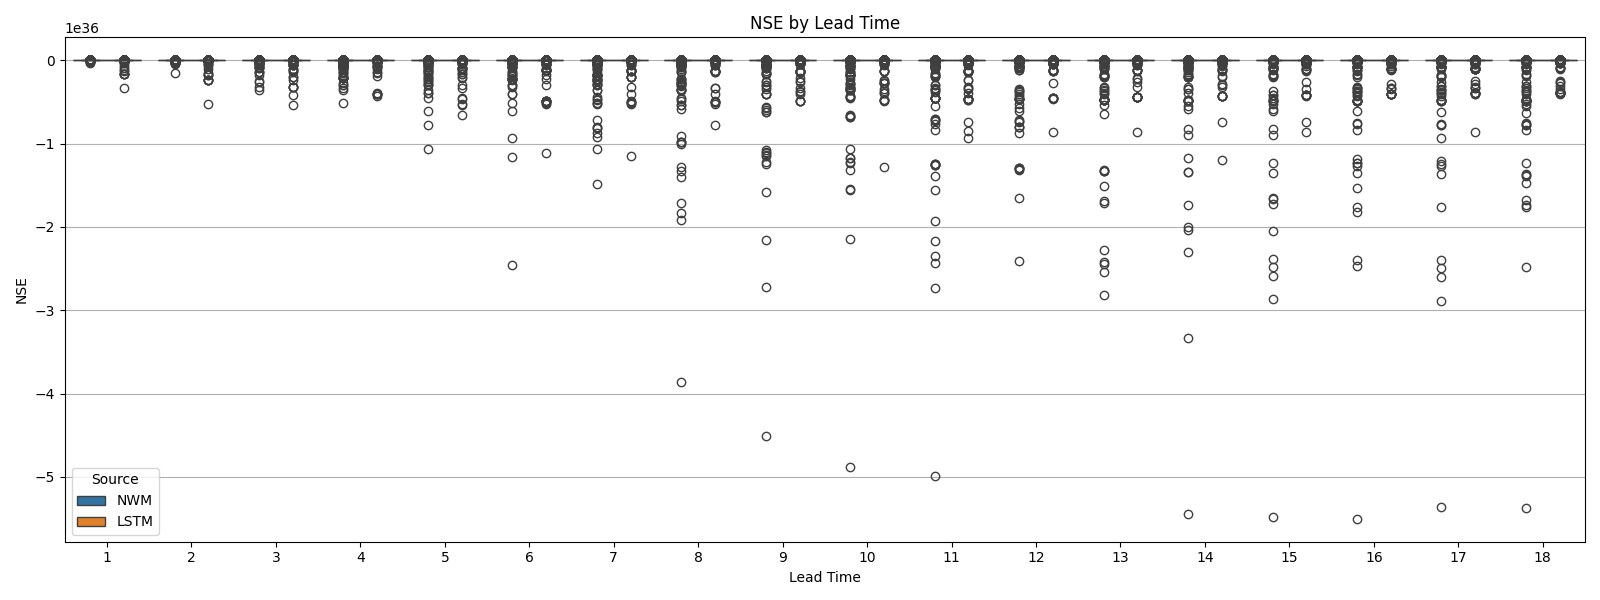 NSE by Lead Time
1e36
0
−1
−2
−3
−4
−5
NSE
Source
NWM
LSTM
1 2 3 4 5 6 7 8 9 10 11 12 13 14 15 16 17 18
Lead Time